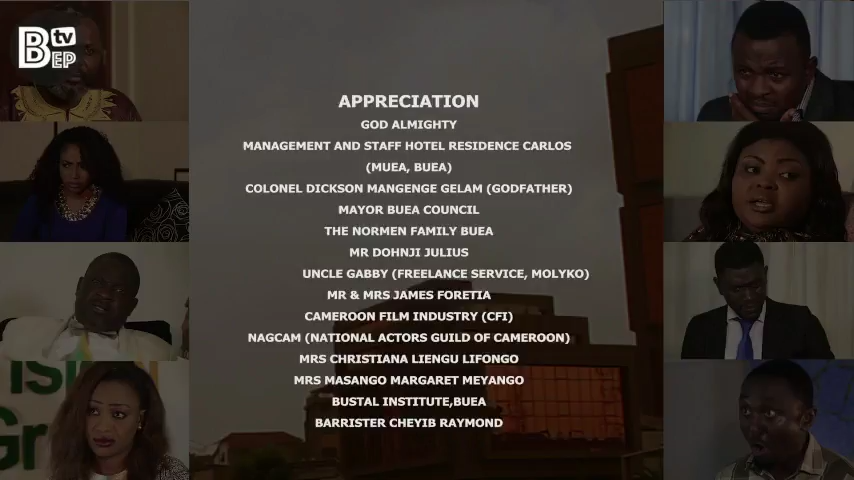 B tv
EP
APPRECIATION
GOD ALMIGHTY
MANAGEMENT AND STAFF HOTEL RESIDENCE CARLOS
(MUEA, BUEA)
COLONEL DICKSON MANGENGE GELAM (GODFATHER)
MAYOR BUEA COUNCIL
THE NORMEN FAMILY BUEA
MR DOHNJI JULIUS
UNCLE GABBY (FREELANCE SERVICE, MOLYKO)
MR & MRS JAMES FORETIA
CAMEROON FILM INDUSTRY (CFI)
NAGCAM (NATIONAL ACTORS GUILD OF CAMEROON)
MRS CHRISTIANA LIENGU LIFONGO
MRS MASANGO MARGARET MEYANGO
BUSTAL INSTITUTE,BUEA
BARRISTER CHEYIB RAYMOND